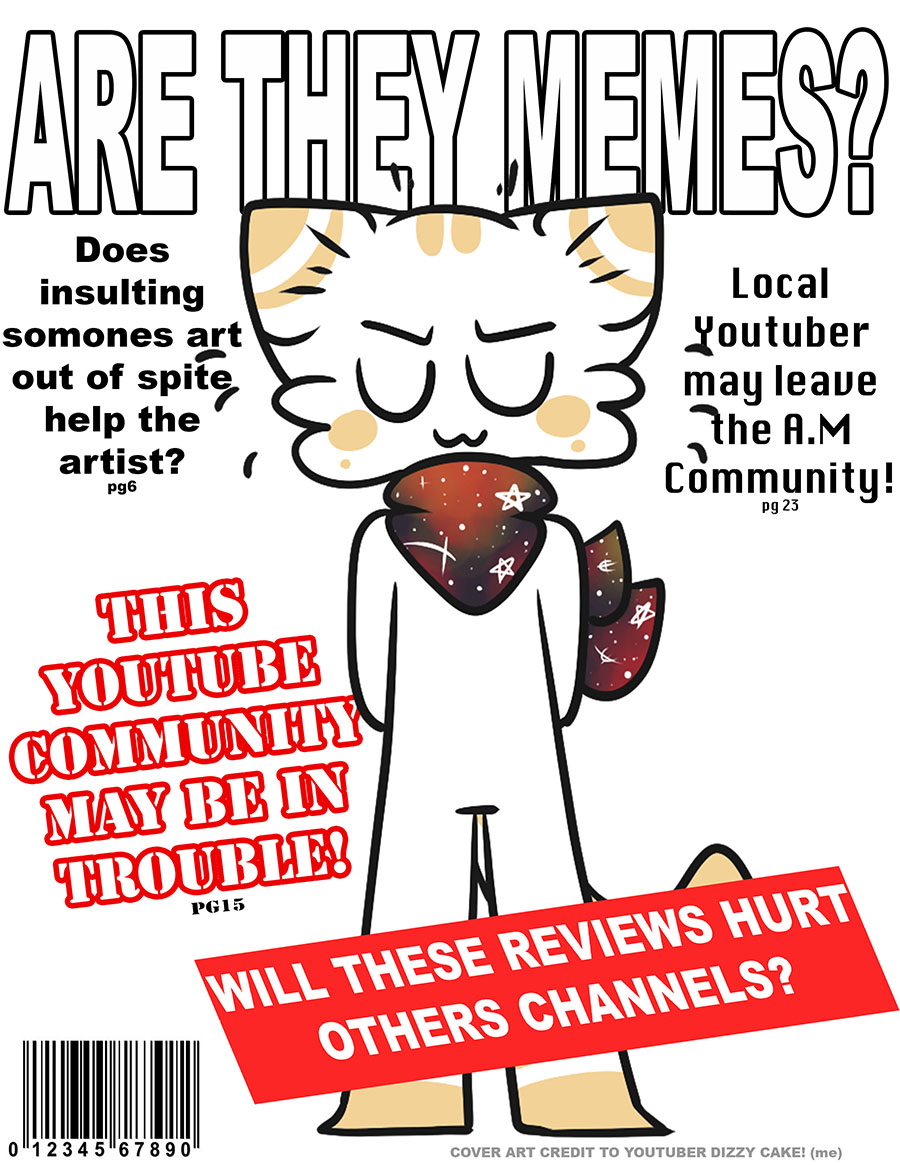 ARE THEY MEMES?
Does
insulting
somones art
out of spite
help the
artist?
pg6
Local
Youtuber
may leave
the A.M
Community!
pg 23
THIS
YOUTUBE
COMMUNITY
MAY BE IN
TROUBLE!
PG15
WILL THESE REVIEWS HURT
OTHERS CHANNELS?
0 12345 67890
COVER ART CREDIT TO YOUTUBER DIZZY CAKE! (me)